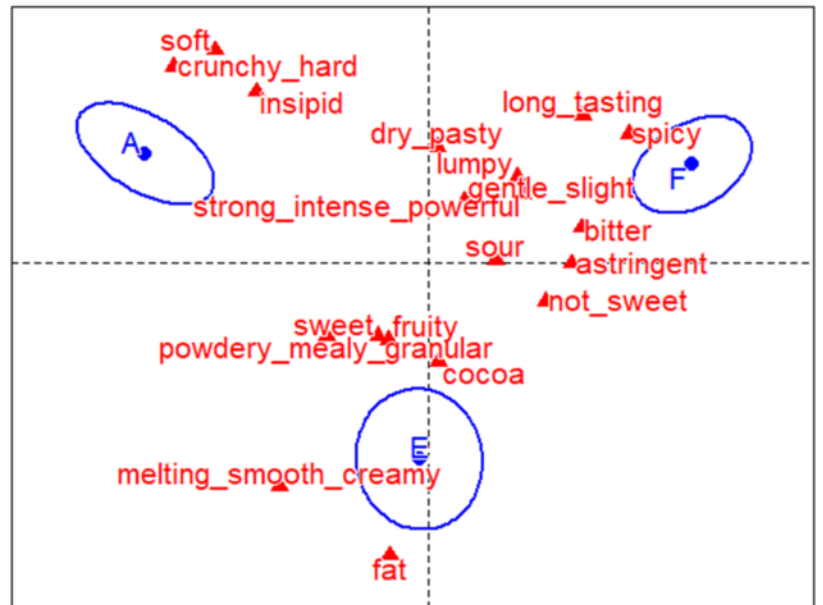 soft
crunchy_hard
insipid
long_tasting
dry_pasty
spicy
A
lumpy
F
gentle_slight
strong_intense_powerful
bitter
sour
astringent
not_sweet
sweet
fruity
powdery_mealy_granular
cocoa
E
melting_smooth_creamy
fat